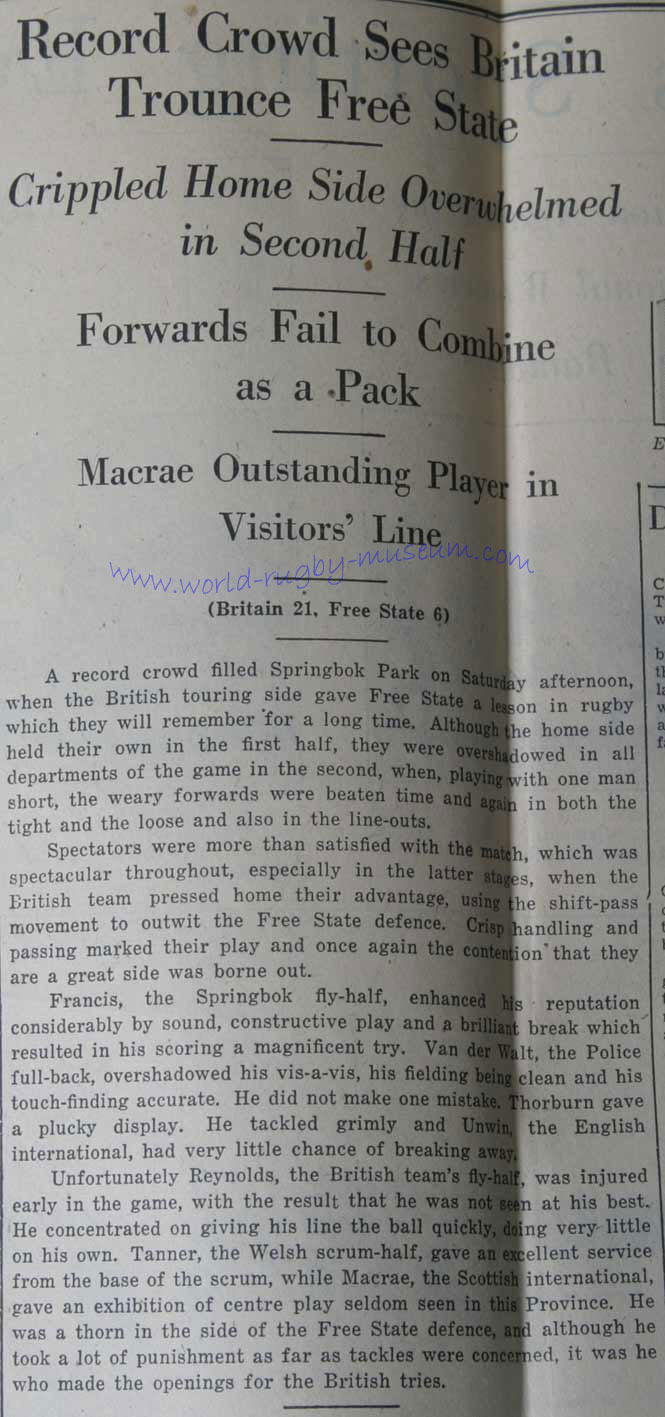 Record Crowd Sees Britain
Trounce Free State
Crippled Home Side Overwhelmed
in Second Half
Forwards Fail to Combine
as a Pack
Macrae Outstanding Player in
Visitors' Line
www.world-rugby-museum.com
(Britain 21, Free State 6)
A record crowd filled Springbok Park on Saturday afternoon,
when the British touring side gave Free State a lesson in rugby
which they will remember for a long time. Although the home side
held their own in the first half, they were overshadowed in all
departments of the game in the second, when, playing with one man
short, the weary forwards were beaten time and again in both the
tight and the loose and also in the line-outs.
Spectators were more than satisfied with the match, which was
spectacular throughout, especially in the latter stages, when the
British team pressed home their advantage, using the shift-pass
movement to outwit the Free State defence. Crisp handling and
passing marked their play and once again the contention that they
are a great side was borne out.
Francis, the Springbok fly-half, enhanced his reputation
considerably by sound, constructive play and a brilliant break which
resulted in his scoring a magnificent try. Van der Walt, the Police
full-back, overshadowed his vis-a-vis, his fielding being clean and his
touch-finding accurate. He did not make one mistake. Thorburn gave
a plucky display. He tackled grimly and Unwin, the English
international, had very little chance of breaking away.
Unfortunately Reynolds, the British team's fly-half, was injured
early in the game, with the result that he was not seen at his best.
He concentrated on giving his line the ball quickly, doing very little
on his own. Tanner, the Welsh scrum-half, gave an excellent service
from the base of the scrum, while Macrae, the Scottish international,
gave an exhibition of centre play seldom seen in this Province. He
was a thorn in the side of the Free State defence, and although he
took a lot of punishment as far as tackles were concerned, it was he
who made the openings for the British tries.